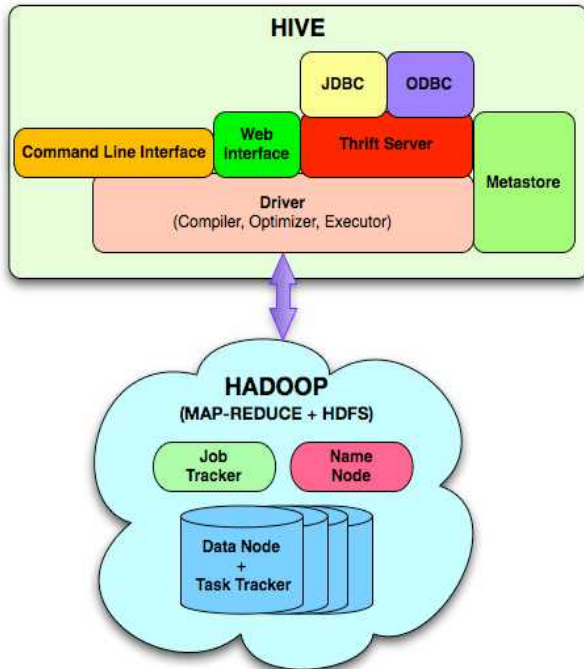 HIVE
JDBC
ODBC
Command Line Interface
Web
Interface
Thrift Server
Metastore
Driver
(Compiler, Optimizer, Executor)
HADOOP
(MAP-REDUCE + HDFS)
Job
Tracker
Name
Node
Data Node
+
Task Tracker